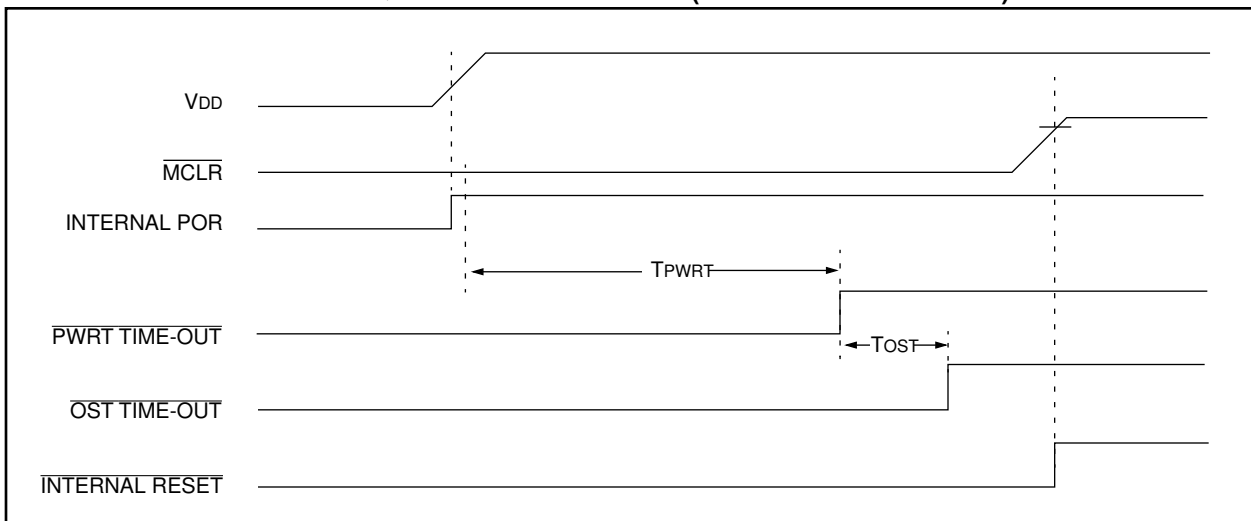 VDD
MCLR
INTERNAL POR
TPWRT
PWRT TIME-OUT
TOST
OST TIME-OUT
INTERNAL RESET